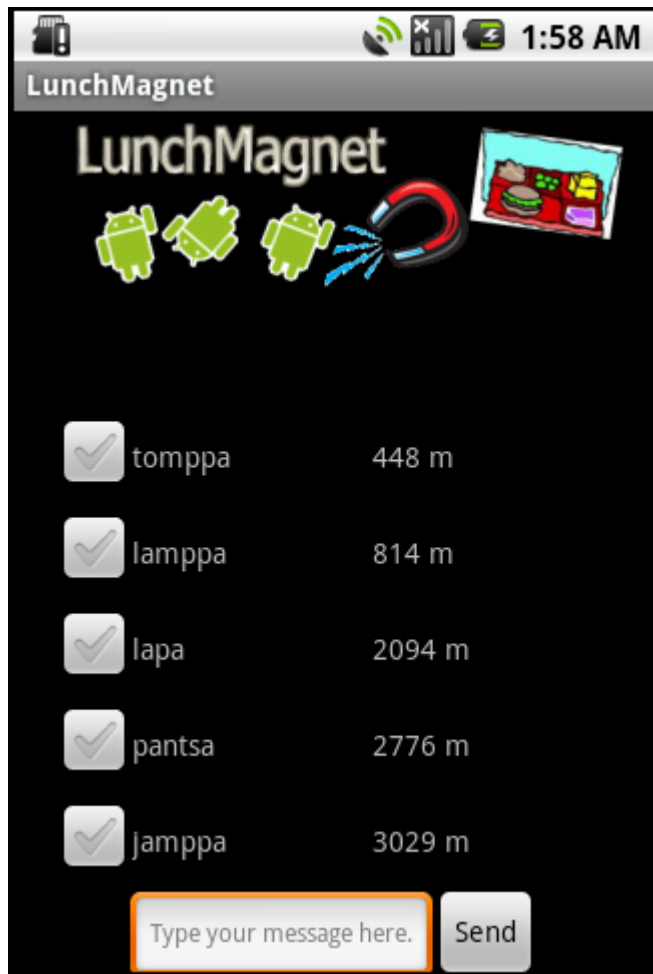 1:58 AM
LunchMagnet
LunchMagnet
tomppa 448 m
lamppa 814 m
lapa 2094 m
pantsa 2776 m
jamppa 3029 m
Type your message here. Send